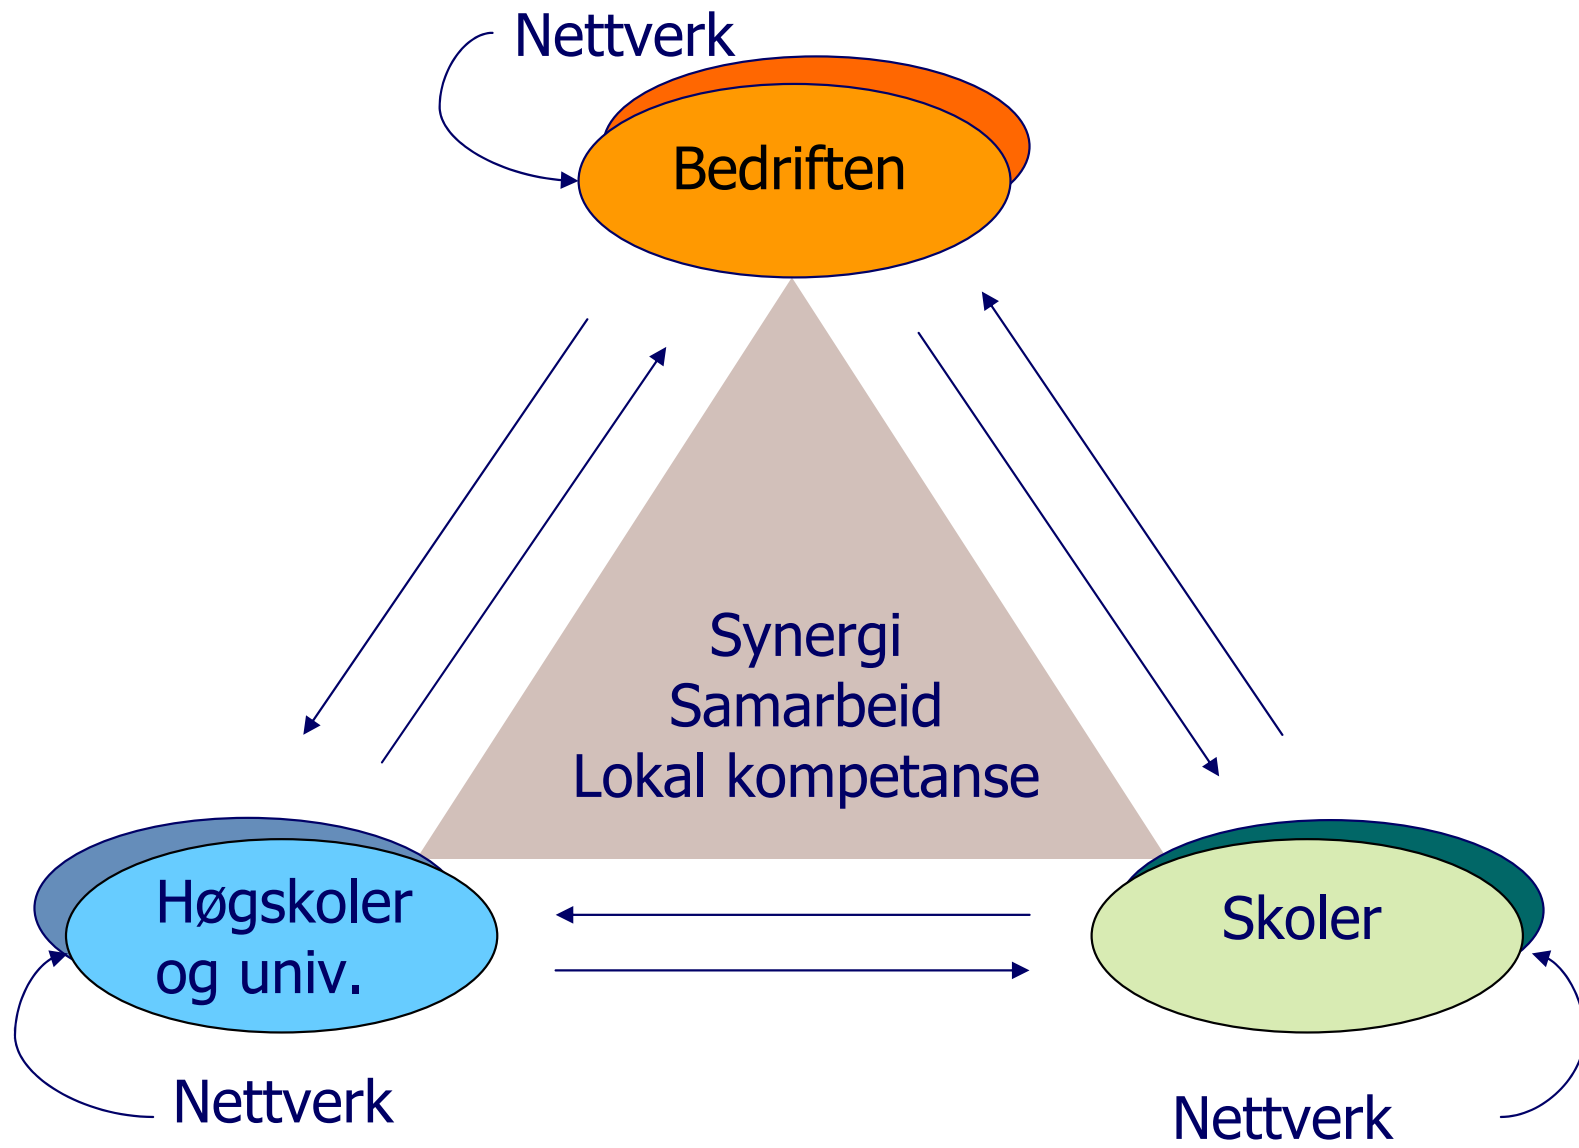 Nettverk
Bedriften
Synergi
Samarbeid
Lokal kompetanse
Høgskoler
og univ.
Skoler
Nettverk
Nettverk